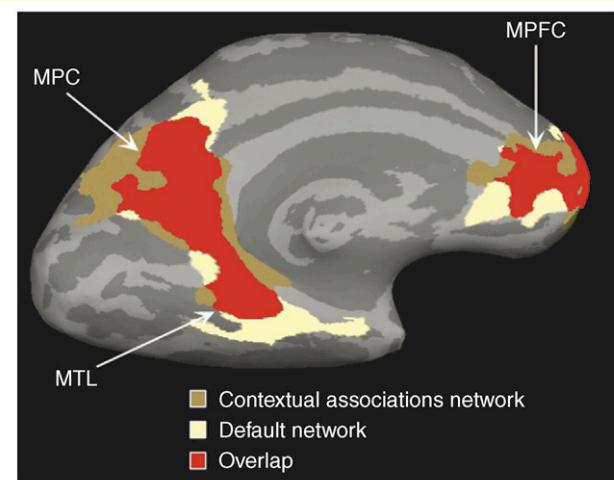 MPFC
MPC
MTL
Contextual associations network
Default network
Overlap